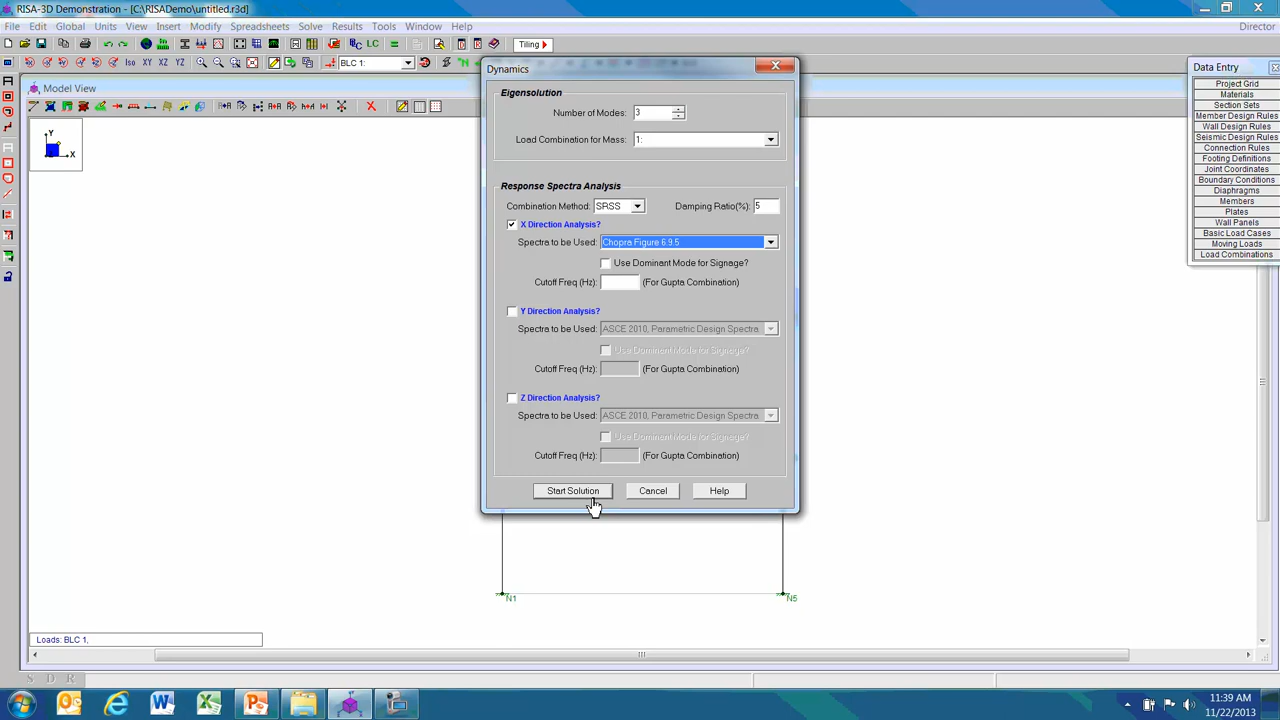 RISA-3D Demonstration - [C:\RISADemo\untitled.r3d]
File Edit Global Units View Insert Modify Spreadsheets Solve Results Tools Window Help Director
Tiling
Iso XY XZ YZ BLC 1:
LC
Model View
Y
X
Dynamics
Eigensolution
Number of Modes: 3
Load Combination for Mass: 1:
Response Spectra Analysis
Combination Method: SRSS Damping Ratio(%): 5
X Direction Analysis?
Spectra to be Used: Chopra Figure 6.9.5
Use Dominant Mode for Signage?
Cutoff Freq (Hz): (For Gupta Combination)
Y Direction Analysis?
Spectra to be Used: ASCE 2010, Parametric Design Spectra
Use Dominant Mode for Signage?
Cutoff Freq (Hz): (For Gupta Combination)
Z Direction Analysis?
Spectra to be Used: ASCE 2010, Parametric Design Spectra
Use Dominant Mode for Signage?
Cutoff Freq (Hz): (For Gupta Combination)
Start Solution Cancel Help
Data Entry
Project Grid
Materials
Section Sets
Member Design Rules
Wall Design Rules
Seismic Design Rules
Connection Rules
Footing Definitions
Joint Coordinates
Boundary Conditions
Diaphragms
Members
Plates
Wall Panels
Basic Load Cases
Moving Loads
Load Combinations
N1 N5
Loads: BLC 1,
S D R
11:39 AM
11/22/2013